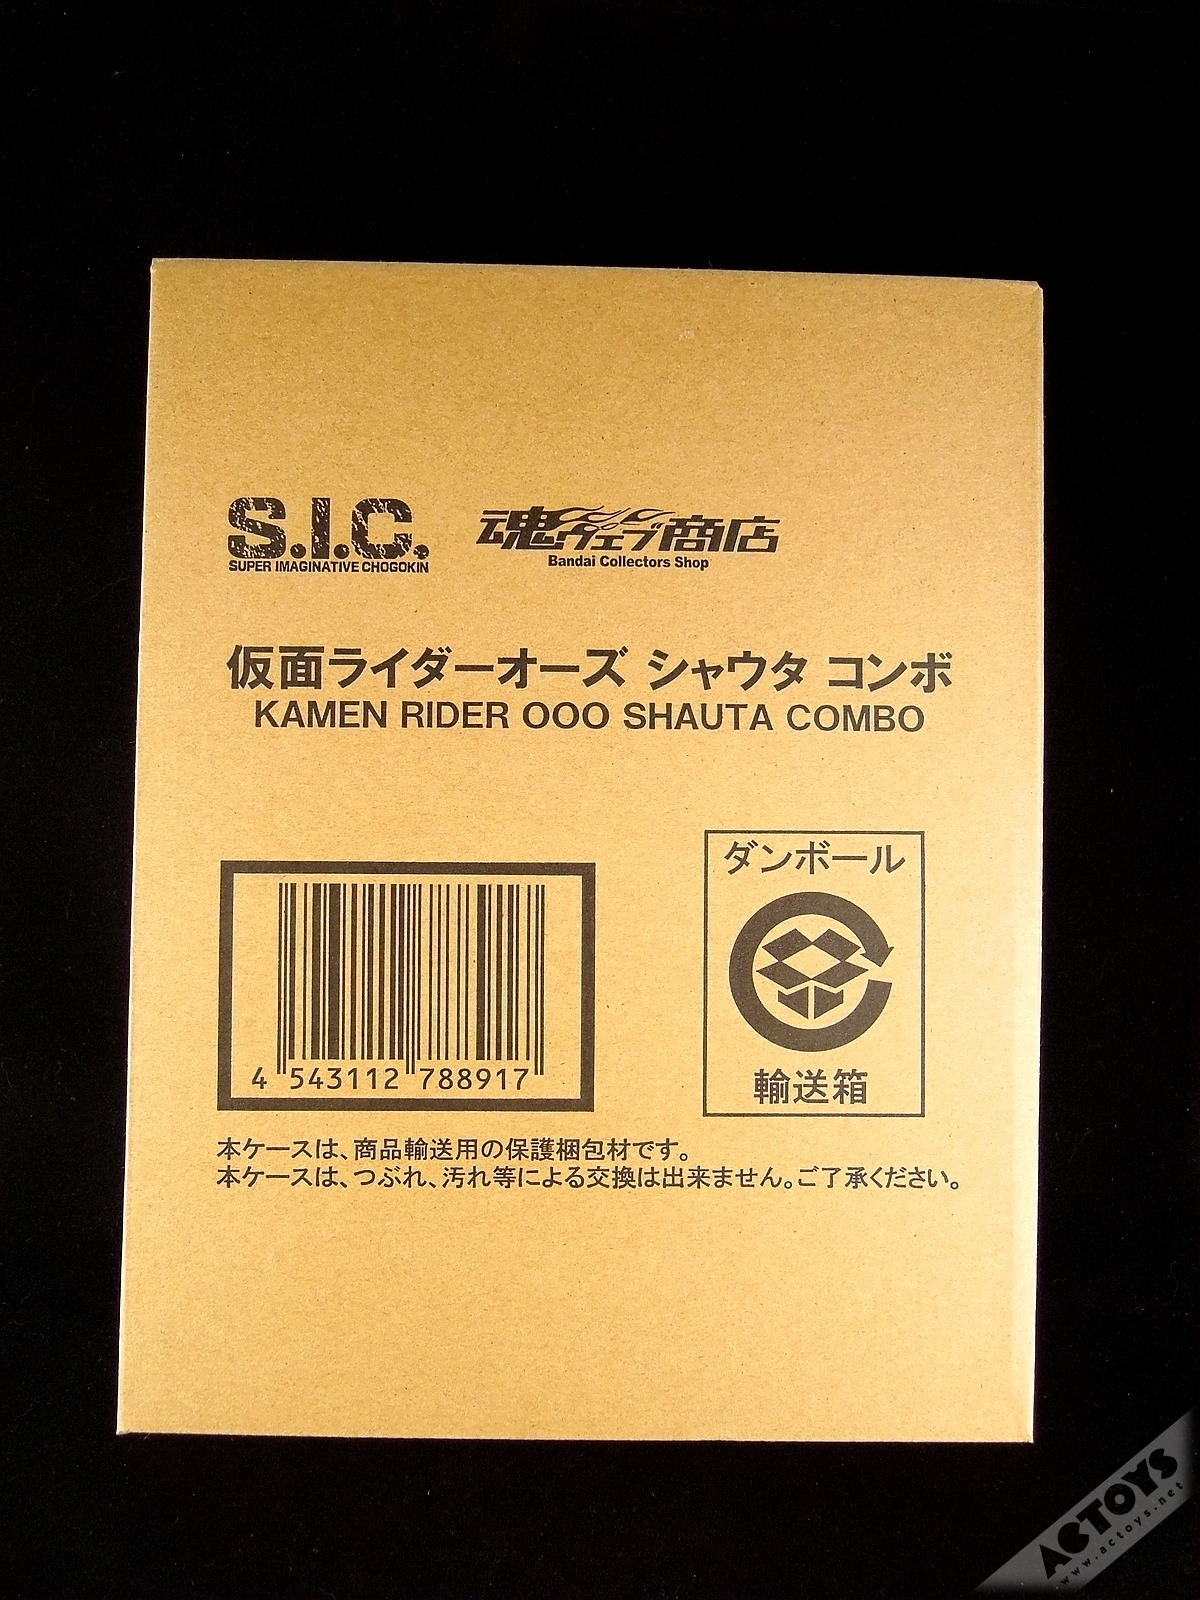 S.I.C.
SUPER IMAGINATIVE CHOGOKIN
魂ウェブ商店
Bandai Collectors Shop
仮面ライダーオーズ シャウタ コンボ
KAMEN RIDER OOO SHAUTA COMBO
4 543112 788917
ダンボール
輸送箱
本ケースは、商品輸送用の保護梱包材です。
本ケースは、つぶれ、汚れ等による交換は出来ません。ご了承ください。
ACTOYS
www.actoys.net